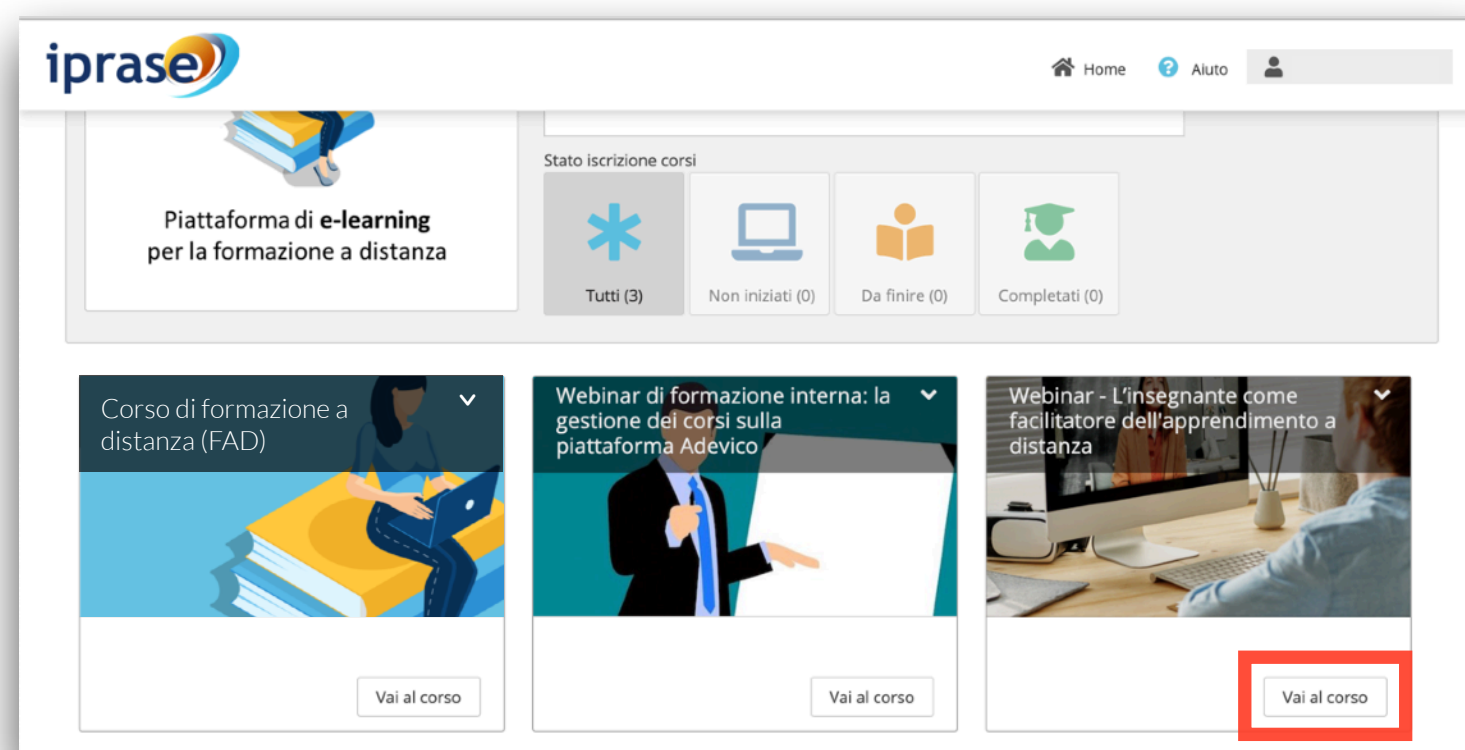 iprase
Home
Aiuto
Piattaforma di e-learning
per la formazione a distanza
Stato iscrizione corsi
Tutti (3)
Non iniziati (0)
Da finire (0)
Completati (0)
Corso di formazione a
distanza (FAD)
Vai al corso
Webinar di formazione interna: la
gestione dei corsi sulla
piattaforma Adevico
Vai al corso
Webinar - L’insegnante come
facilitatore dell'apprendimento a
distanza
Vai al corso